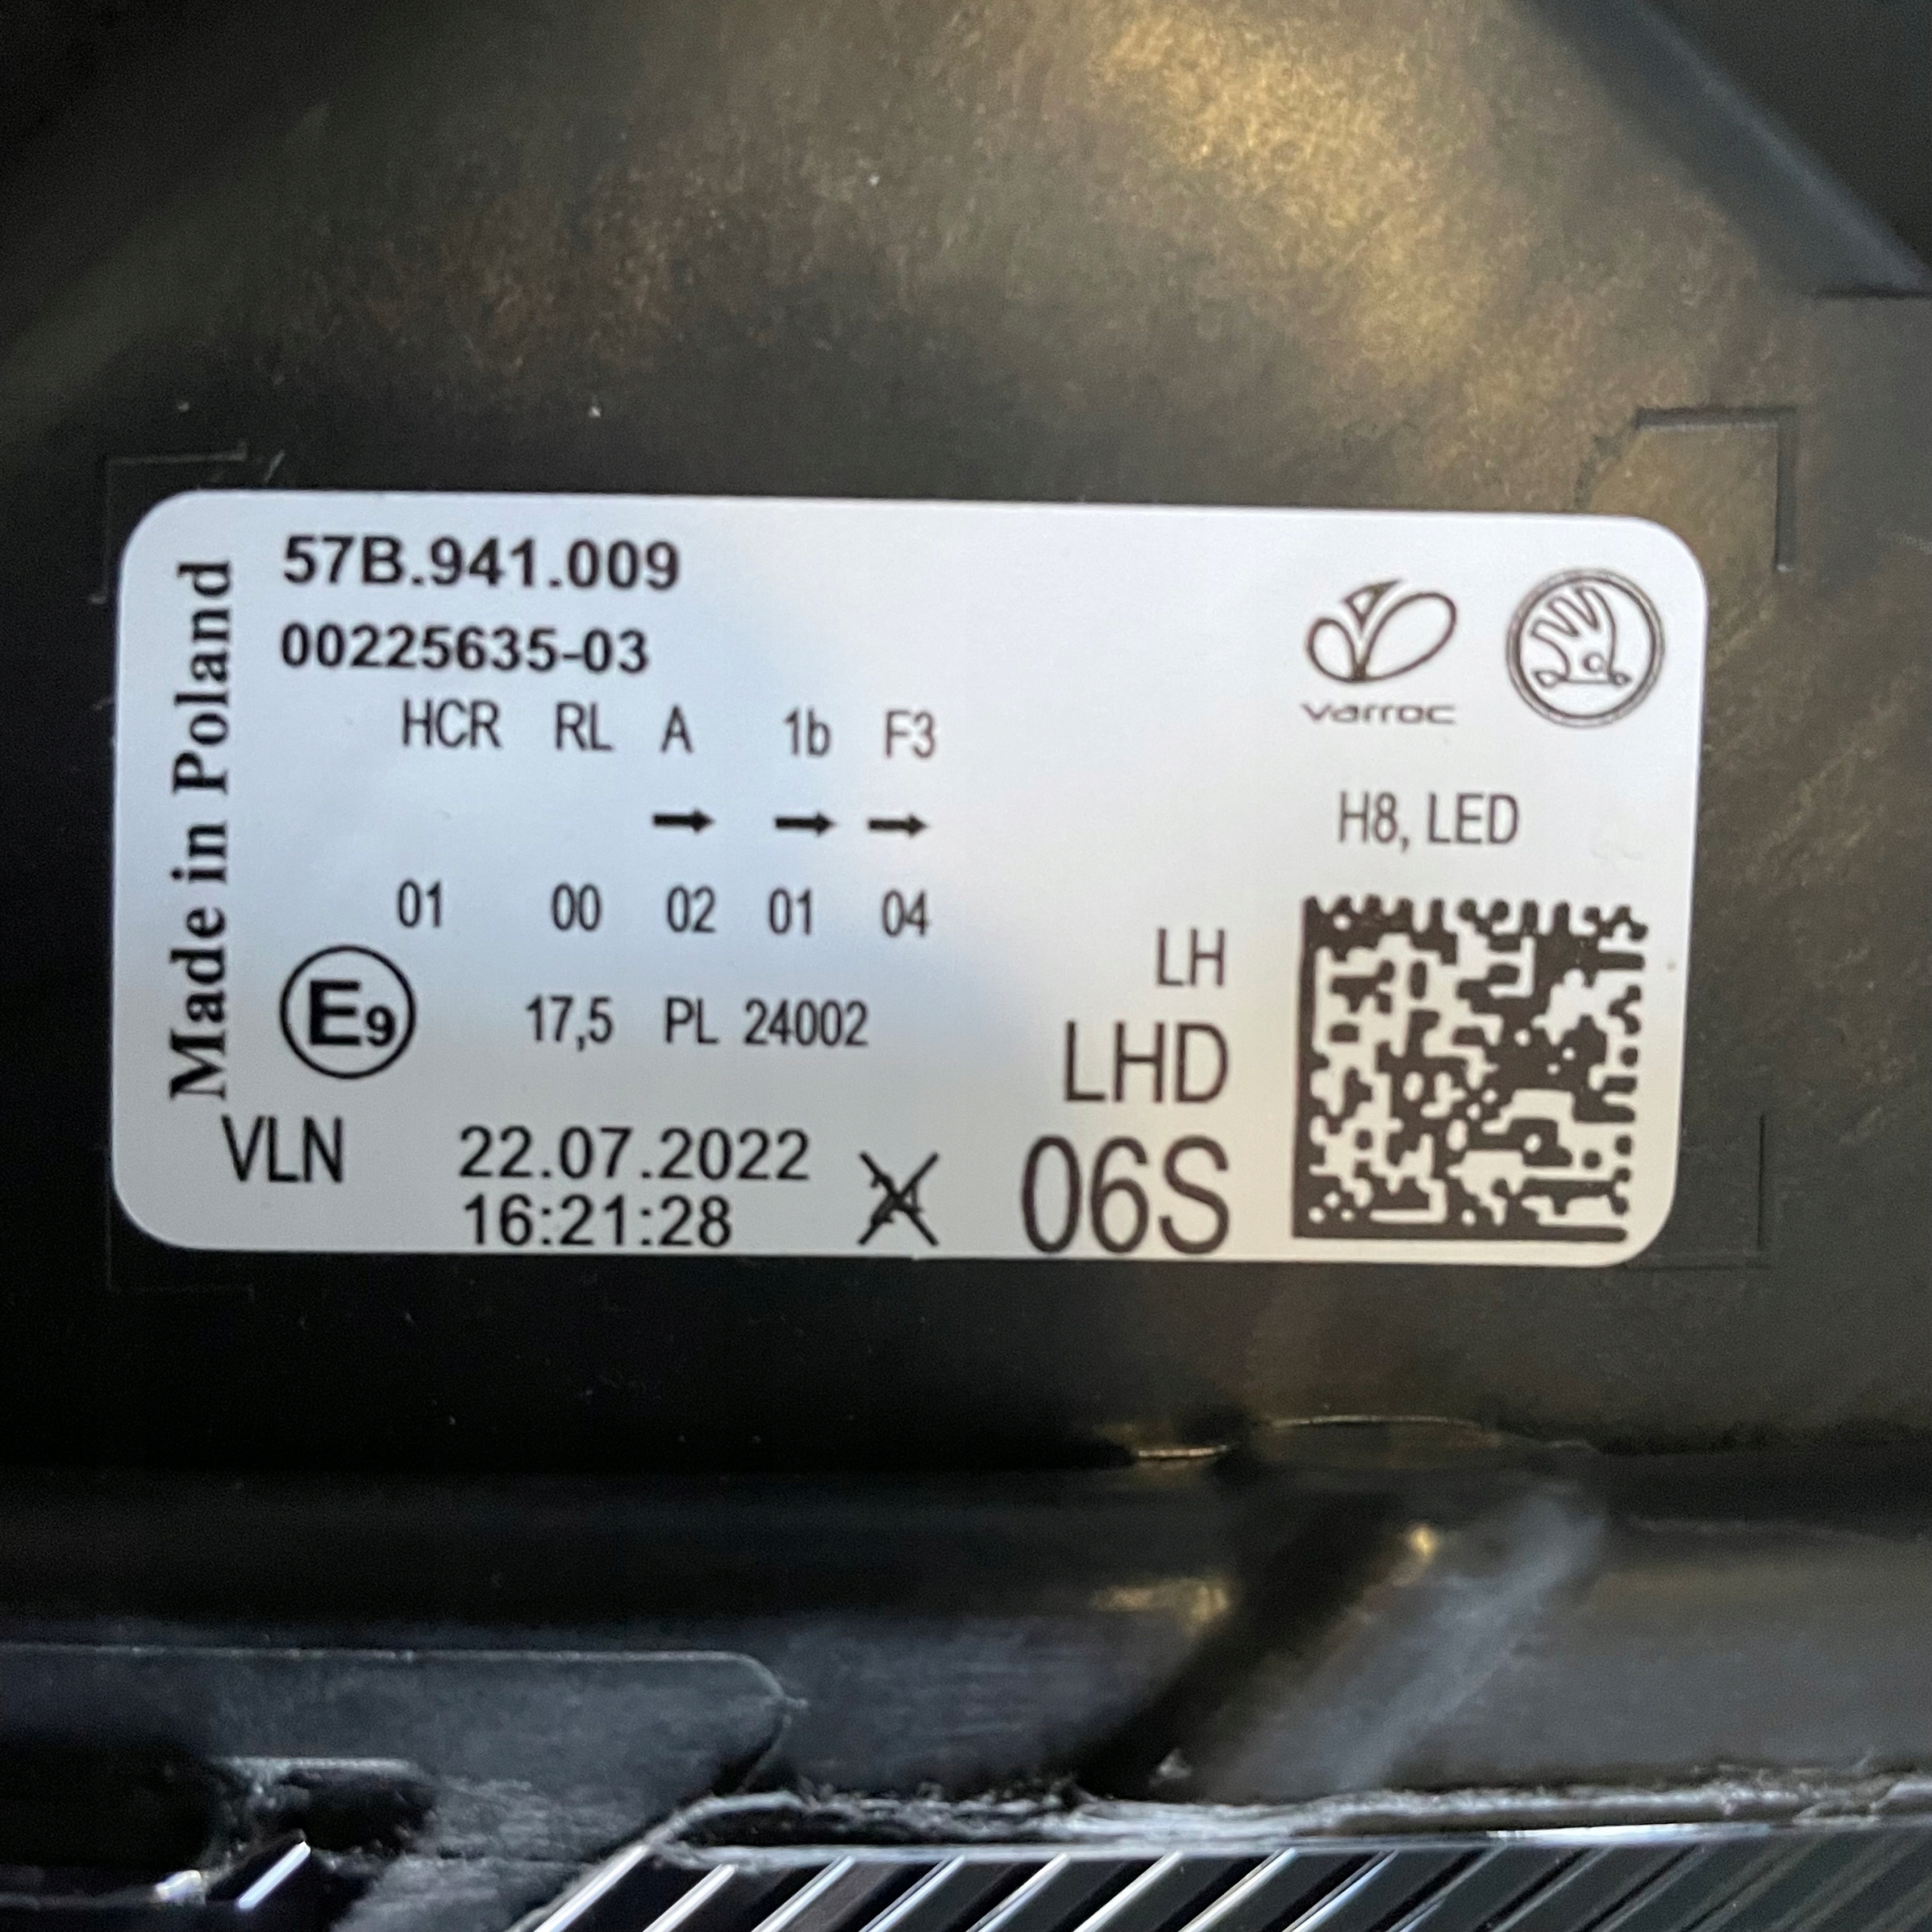 Made in Poland
57B.941.009
00225635-03
HCR RL A 1b F3
01 00 02 01 04
E9 17,5 PL 24002
VLN 22.07.2022
16:21:28
varroc
H8, LED
LH
LHD
06S